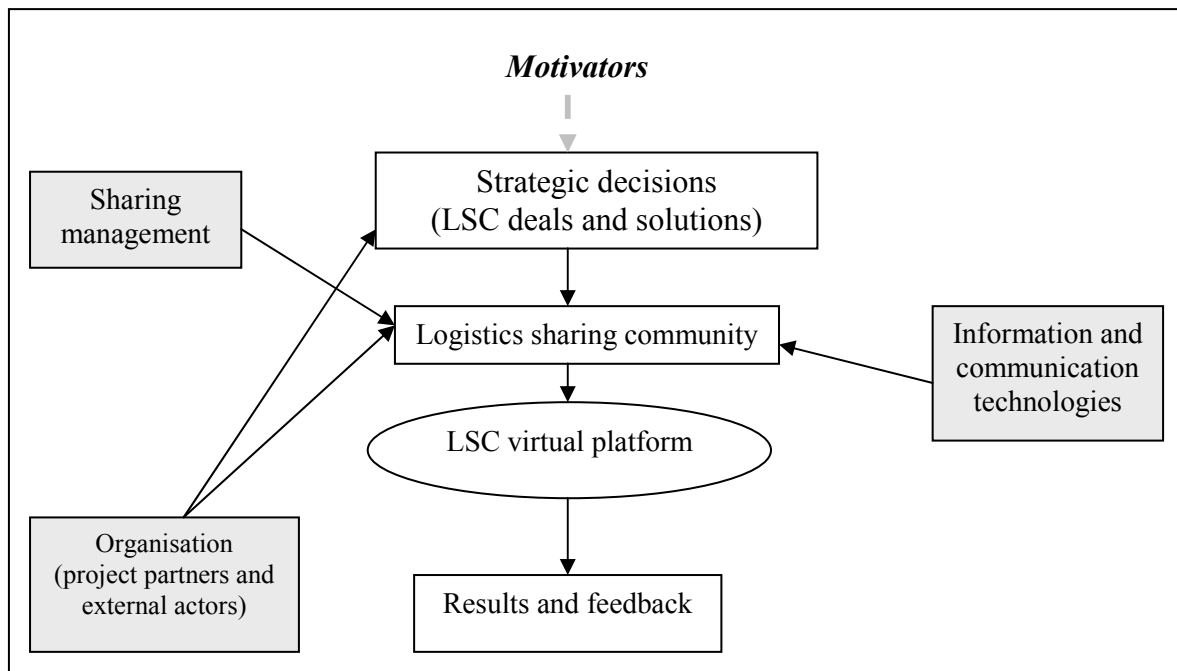 Motivators
Strategic decisions
(LSC deals and solutions)
Sharing
management
Logistics sharing community
Information and
communication
technologies
LSC virtual platform
Organisation
(project partners and
external actors)
Results and feedback